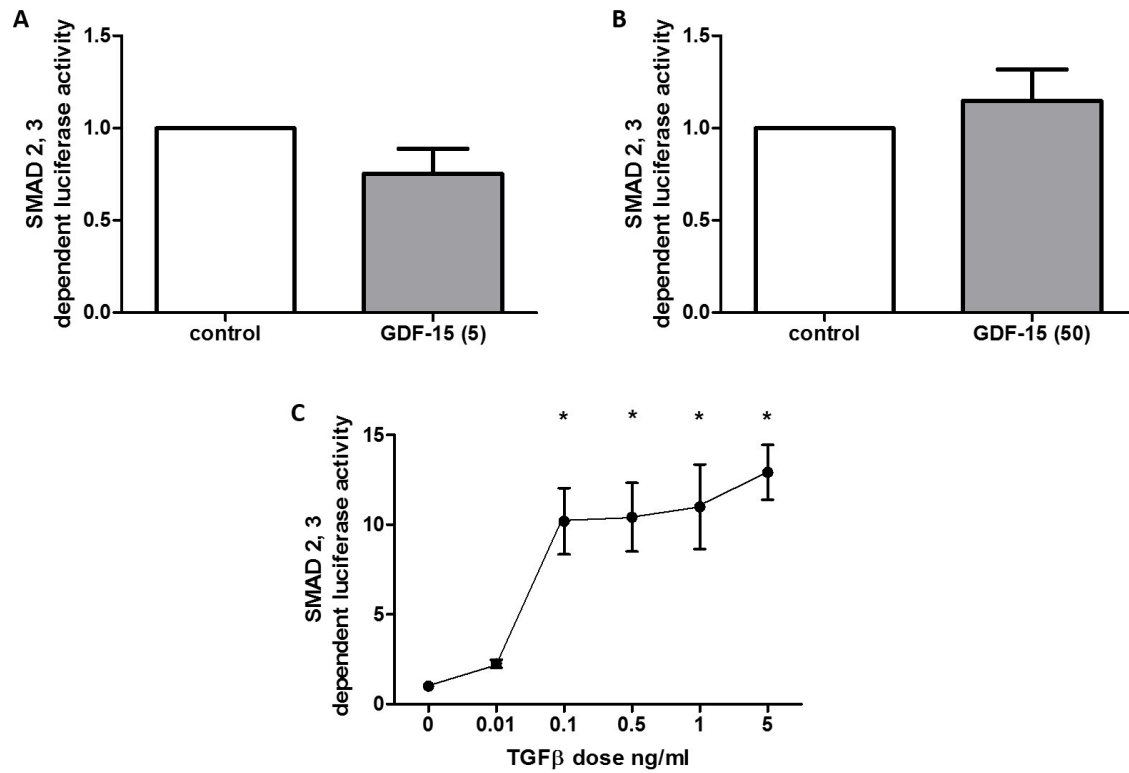 A
SMAD 2, 3
dependent luciferase activity
1.5
1.0
0.5
0.0
control
GDF-15 (5)
B
SMAD 2, 3
dependent luciferase activity
1.5
1.0
0.5
0.0
control
GDF-15 (50)
C
* * * *
SMAD 2, 3
dependent luciferase activity
15
10
5
0
0 0.01 0.1 0.5 1 5
TGFβ dose ng/ml